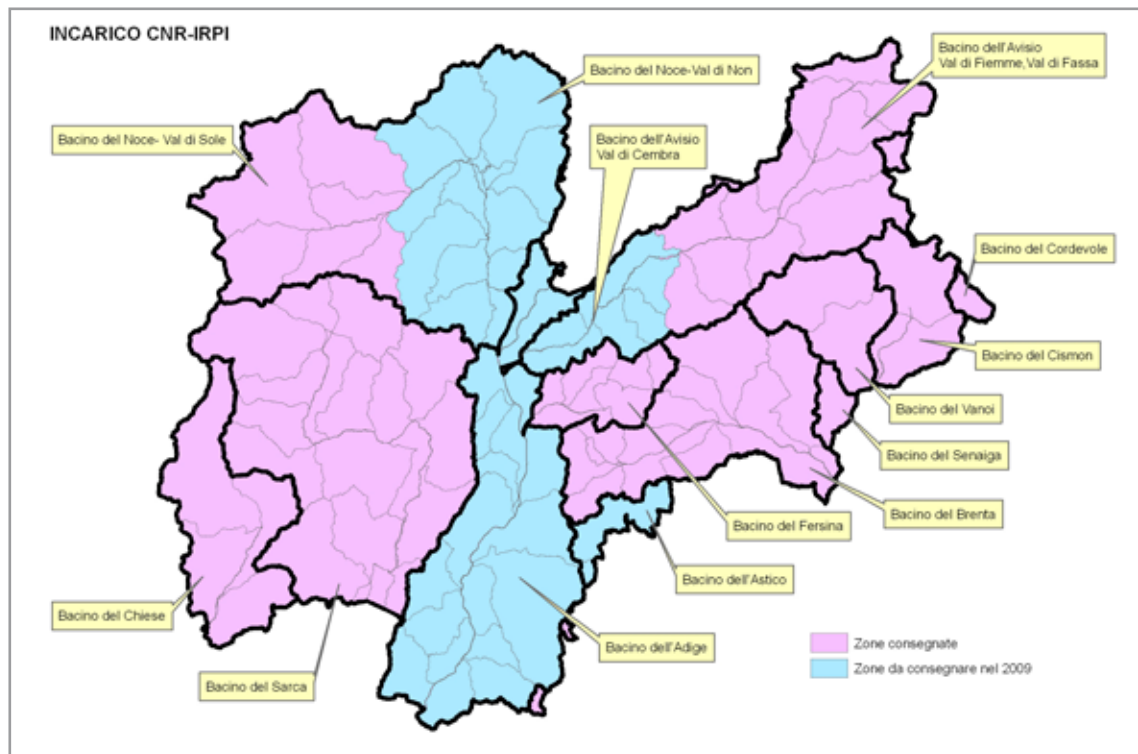 INCARICO CNR-IRPI
Bacino dell'Avisio
Val di Fiemme,Val di Fassa
Bacino del Noce-Val di Non
Bacino del Noce- Val di Sole
Bacino dell'Avisio
Val di Cembra
Bacino del Cordevole
Bacino del Cismon
Bacino del Vanoi
Bacino del Senaiga
Bacino del Brenta
Bacino del Fersina
Bacino dell'Astico
Bacino del Chiese
Bacino dell'Adige
Bacino del Sarca
Zone consegnate
Zone da consegnare nel 2009